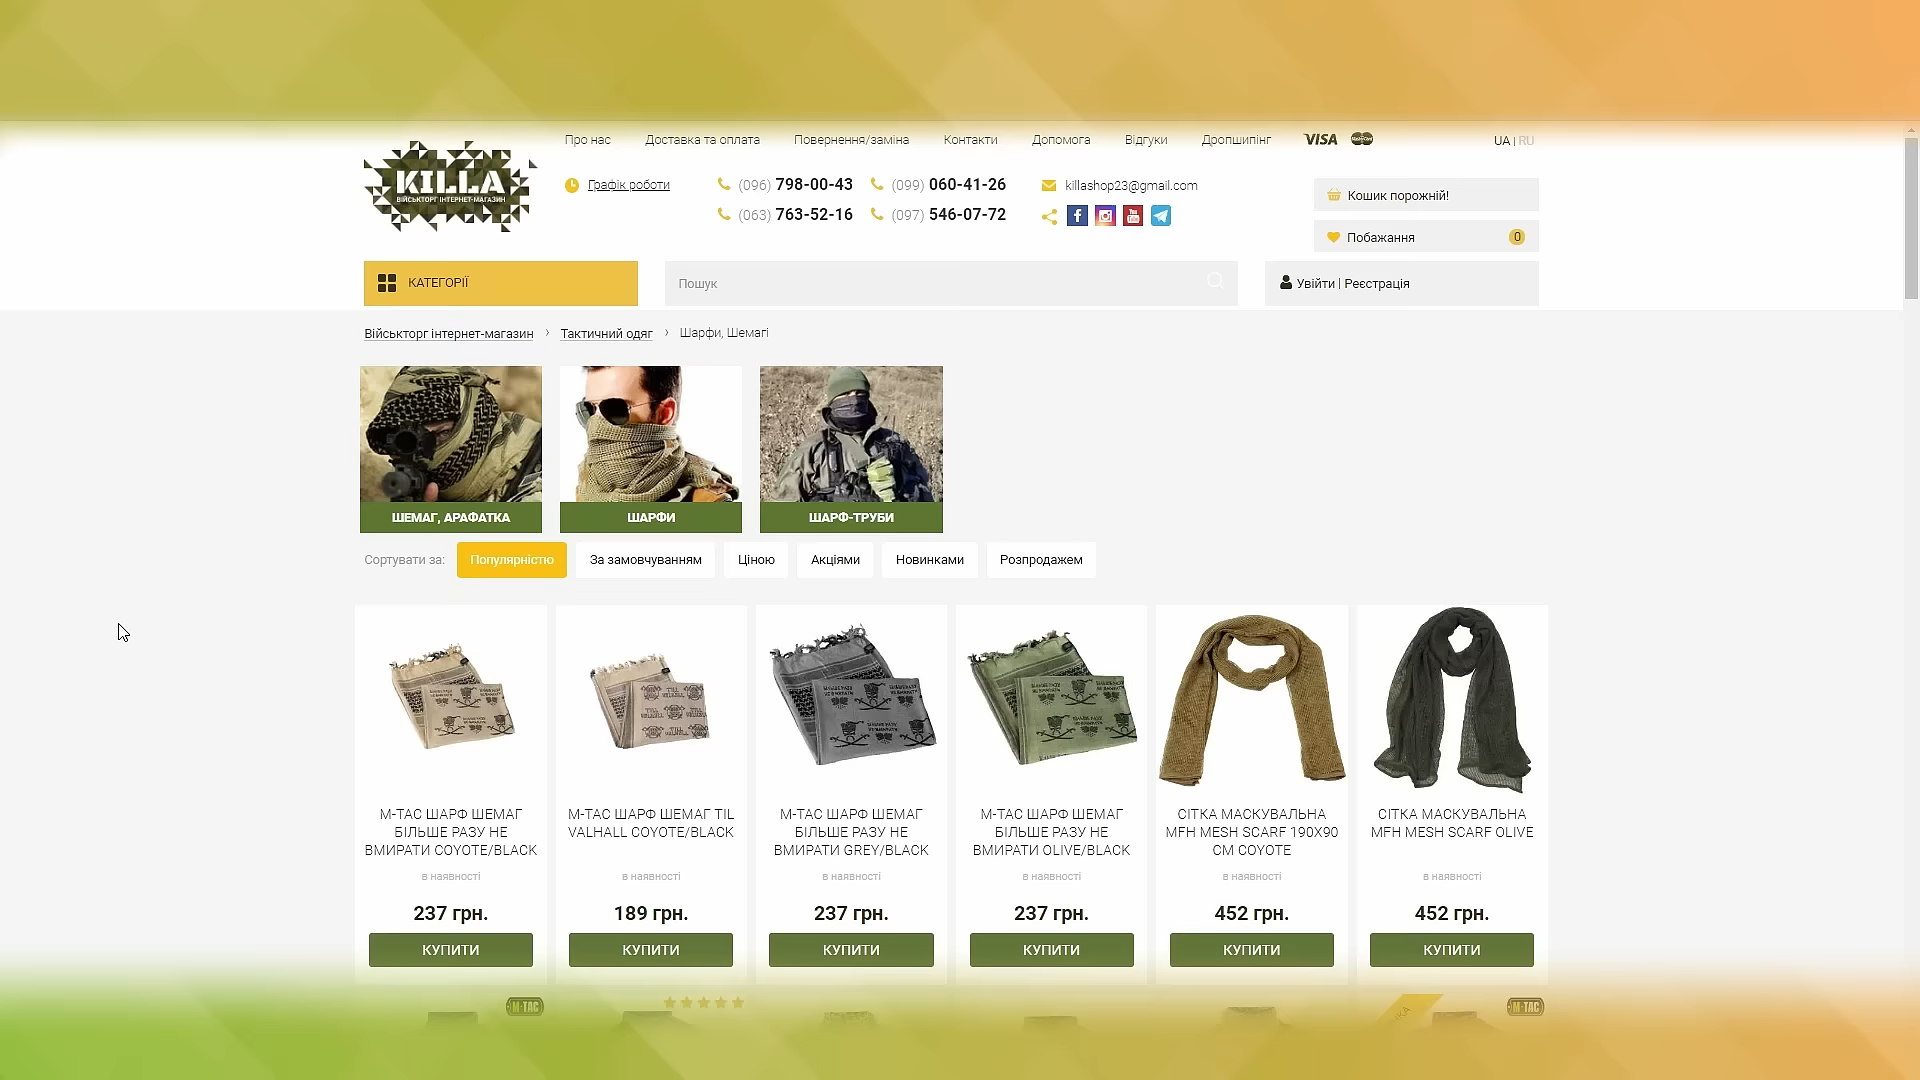 Про нас Доставка та оплата Повернення/заміна Контакти Допомога Відгуки Дропшипінг VISA UA | RU
KILLA
ВІЙСЬКТОРГ ІНТЕРНЕТ-МАГАЗИН
Графік роботи (096) 798-00-43 (099) 060-41-26 killashop23@gmail.com
(063) 763-52-16 (097) 546-07-72
Кошик порожній!
Побажання 0
КАТЕГОРІЇ Пошук Увійти | Реєстрація
Військторг інтернет-магазин › Тактичний одяг › Шарфи, Шемагі
ШЕМАГ, АРАФАТКА ШАРФИ ШАРФ-ТРУБИ
Сортувати за: Популярністю За замовчуванням Ціною Акціями Новинками Розпродажем
M-TAC ШАРФ ШЕМАГ БІЛЬШЕ РАЗУ НЕ ВМИРАТИ COYOTE/BLACK
в наявності
237 грн.
КУПИТИ
M-TAC ШАРФ ШЕМАГ TIL VALHALL COYOTE/BLACK
в наявності
189 грн.
КУПИТИ
M-TAC ШАРФ ШЕМАГ БІЛЬШЕ РАЗУ НЕ ВМИРАТИ GREY/BLACK
в наявності
237 грн.
КУПИТИ
M-TAC ШАРФ ШЕМАГ БІЛЬШЕ РАЗУ НЕ ВМИРАТИ OLIVE/BLACK
в наявності
237 грн.
КУПИТИ
СІТКА МАСКУВАЛЬНА MFH MESH SCARF 190X90 СМ COYOTE
в наявності
452 грн.
КУПИТИ
СІТКА МАСКУВАЛЬНА MFH MESH SCARF OLIVE
в наявності
452 грн.
КУПИТИ
M-TAC M-TAC